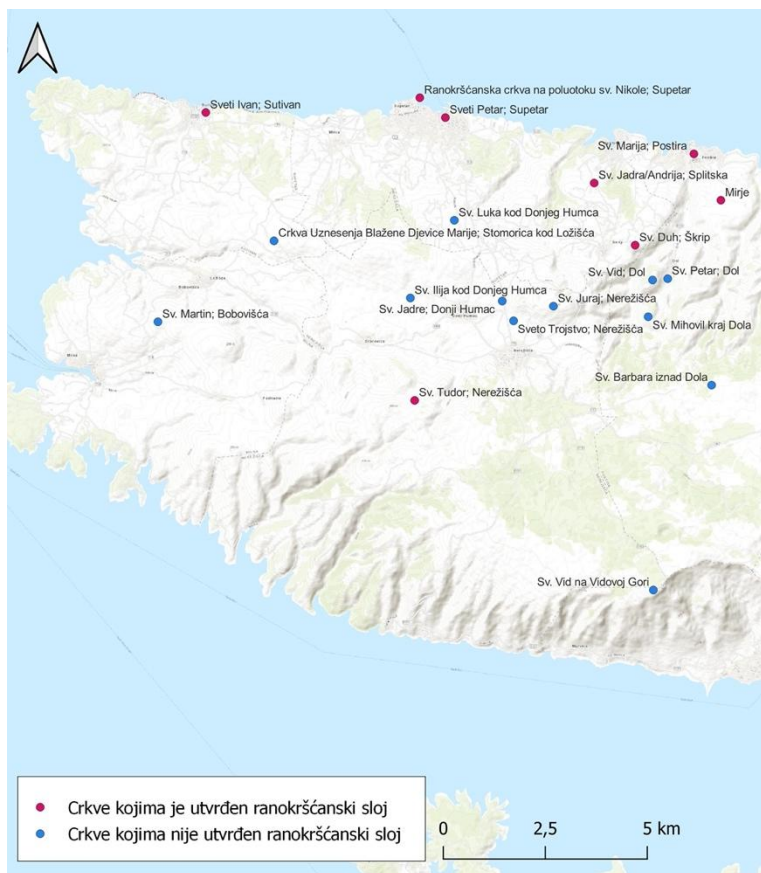 Ranokršćanska crkva na poluotoku sv. Nikole; Supetar
Sveti Ivan; Sutivan
Sveti Petar; Supetar
Sv. Marija; Postira
Sv. Jadra/Andrija; Splitska
Mirje
Sv. Luka kod Donjeg Humca
Crkva Uznesenja Blažene Djevice Marije; Stomorica kod Ložišća
Sv. Duh; Škrip
Sv. Vid; Dol
Sv. Petar; Dol
Sv. Ilija kod Donjeg Humca
Sv. Jadre; Donji Humac
Sv. Juraj; Nerežišća
Sv. Martin; Bobovišća
Sveto Trojstvo; Nerežišća
Sv. Mihovil kraj Dola
Sv. Barbara iznad Dola
Sv. Tudor; Nerežišća
Sv. Vid na Vidovoj Gori
Crkve kojima je utvrđen ranokršćanski sloj
Crkve kojima nije utvrđen ranokršćanski sloj
0 2,5 5 km